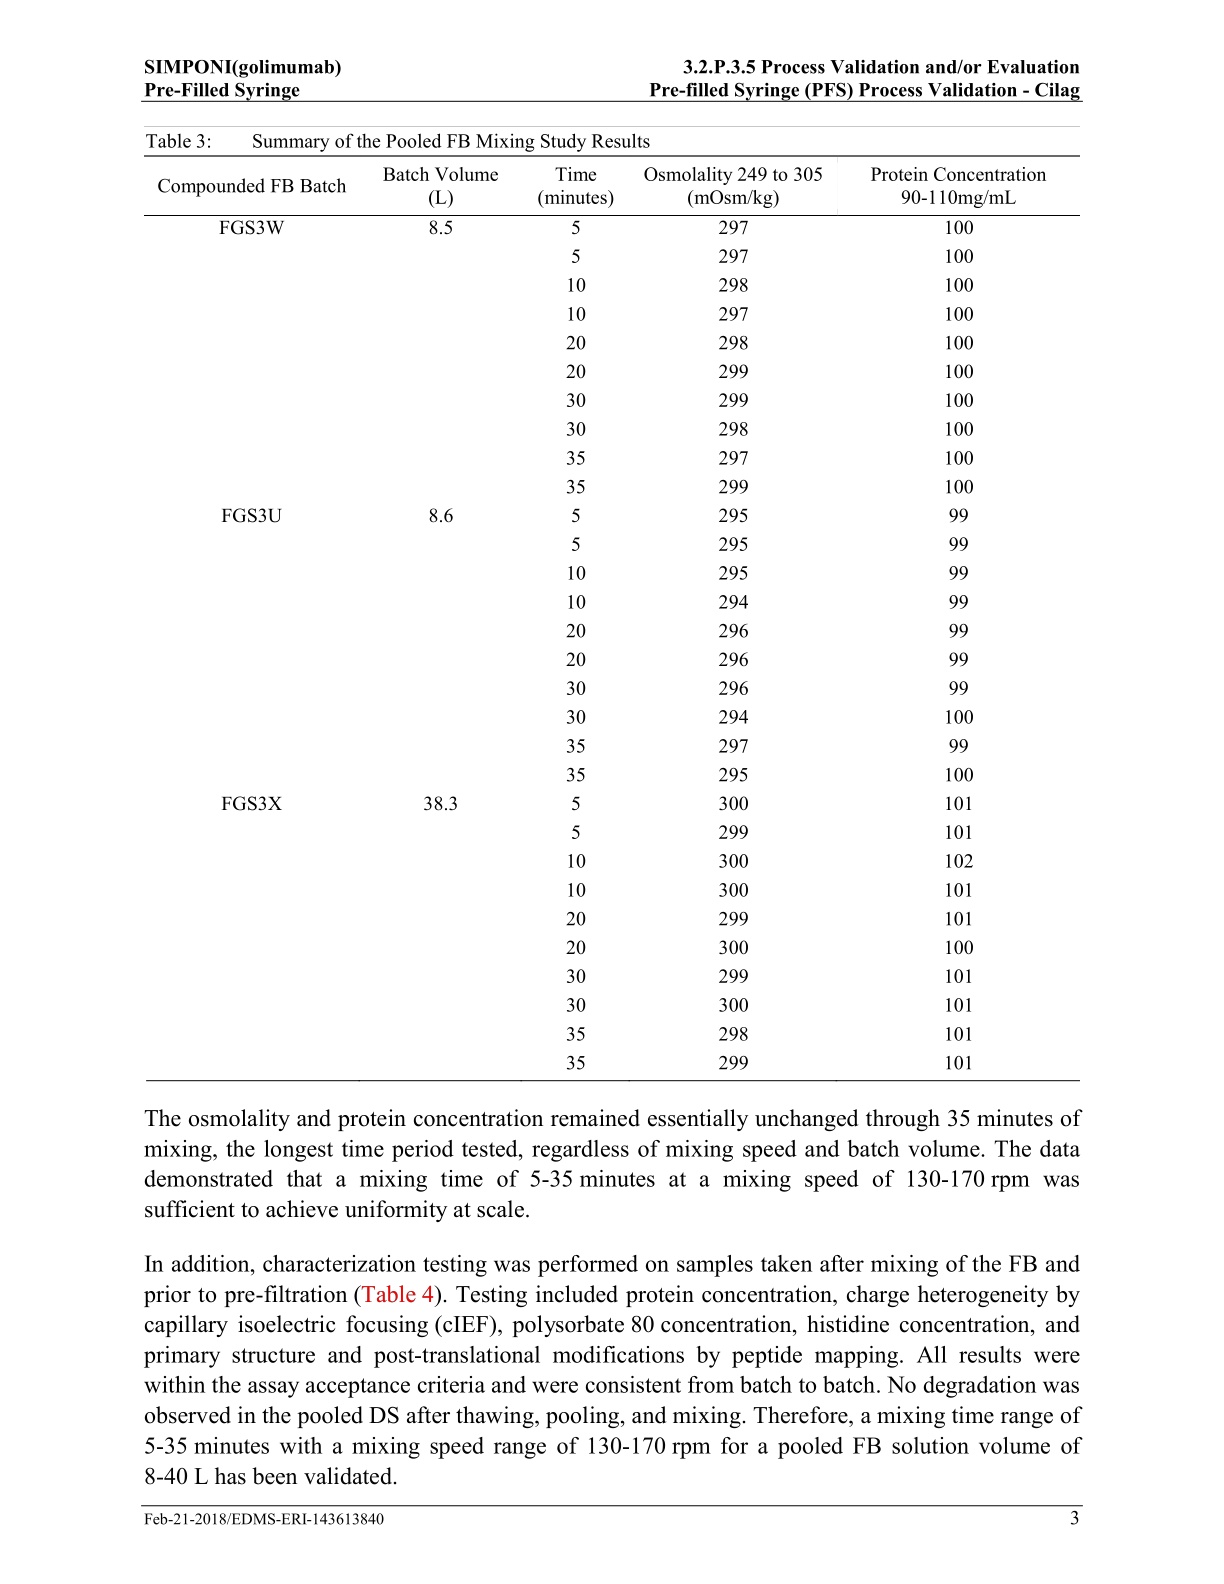 SIMPONI(golimumab) 3.2.P.3.5 Process Validation and/or Evaluation
Pre-Filled Syringe Pre-filled Syringe (PFS) Process Validation - Cilag
Table 3: Summary of the Pooled FB Mixing Study Results
Compounded FB Batch Batch Volume (L) Time (minutes) Osmolality 249 to 305 (mOsm/kg) Protein Concentration 90-110mg/mL
FGS3W 8.5 5 297 100
5 297 100
10 298 100
10 297 100
20 298 100
20 299 100
30 299 100
30 298 100
35 297 100
35 299 100
FGS3U 8.6 5 295 99
5 295 99
10 295 99
10 294 99
20 296 99
20 296 99
30 296 99
30 294 100
35 297 99
35 295 100
FGS3X 38.3 5 300 101
5 299 101
10 300 102
10 300 101
20 299 101
20 300 100
30 299 101
30 300 101
35 298 101
35 299 101
The osmolality and protein concentration remained essentially unchanged through 35 minutes of
mixing, the longest time period tested, regardless of mixing speed and batch volume. The data
demonstrated that a mixing time of 5-35 minutes at a mixing speed of 130-170 rpm was
sufficient to achieve uniformity at scale.
In addition, characterization testing was performed on samples taken after mixing of the FB and
prior to pre-filtration (Table 4). Testing included protein concentration, charge heterogeneity by
capillary isoelectric focusing (cIEF), polysorbate 80 concentration, histidine concentration, and
primary structure and post-translational modifications by peptide mapping. All results were
within the assay acceptance criteria and were consistent from batch to batch. No degradation was
observed in the pooled DS after thawing, pooling, and mixing. Therefore, a mixing time range of
5-35 minutes with a mixing speed range of 130-170 rpm for a pooled FB solution volume of
8-40 L has been validated.
Feb-21-2018/EDMS-ERI-143613840 3